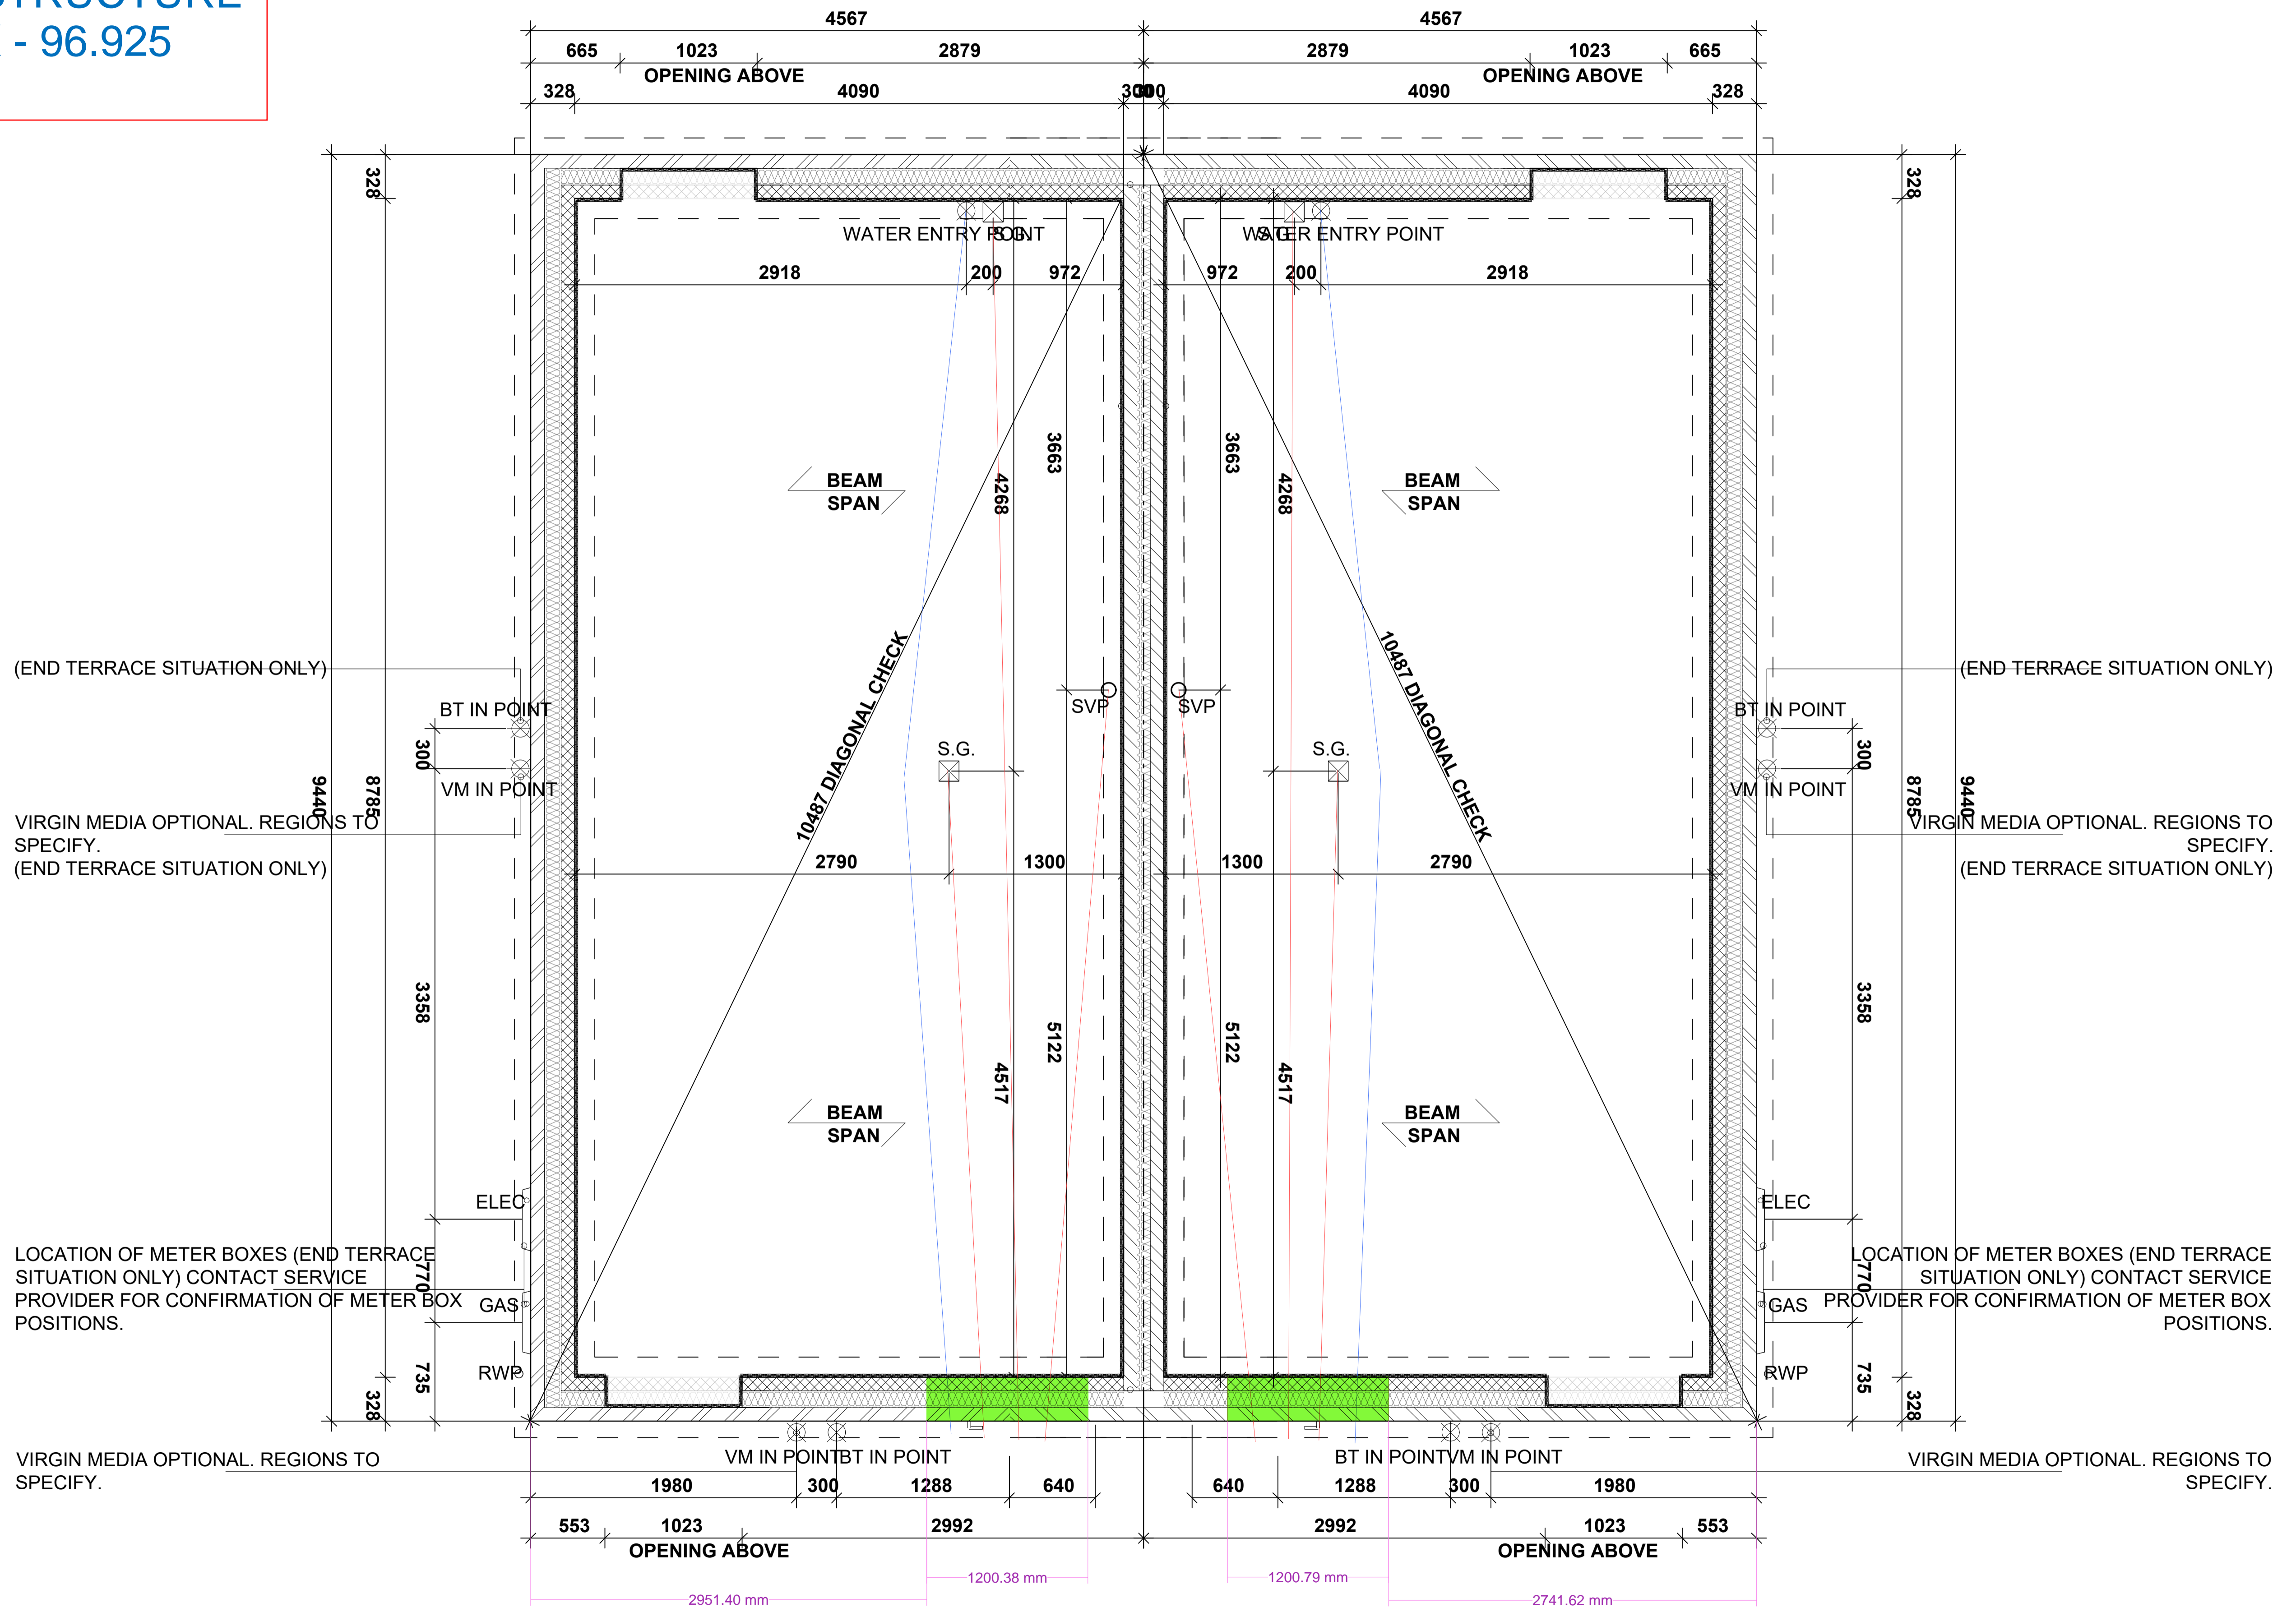 - 96.925
4567
4567
665
1023
2879
2879
1023
665
OPENING ABOVE
OPENING ABOVE
328
4090
300
300
4090
328
328
328
WATER ENTRY POINT
S.G.
S.G.
WATER ENTRY POINT
2918
200
972
972
200
2918
3663
4268
3663
4268
BEAM
SPAN
BEAM
SPAN
10487 DIAGONAL CHECK
10487 DIAGONAL CHECK
(END TERRACE SITUATION ONLY)
(END TERRACE SITUATION ONLY)
BT IN POINT
BT IN POINT
SVP
SVP
300
300
S.G.
S.G.
VM IN POINT
VM IN POINT
9440
8785
8785
9440
VIRGIN MEDIA OPTIONAL. REGIONS TO
SPECIFY.
(END TERRACE SITUATION ONLY)
VIRGIN MEDIA OPTIONAL. REGIONS TO
SPECIFY.
(END TERRACE SITUATION ONLY)
2790
1300
1300
2790
3358
3358
5122
4517
5122
4517
BEAM
SPAN
BEAM
SPAN
ELEC
ELEC
LOCATION OF METER BOXES (END TERRACE
SITUATION ONLY) CONTACT SERVICE
PROVIDER FOR CONFIRMATION OF METER BOX
POSITIONS.
LOCATION OF METER BOXES (END TERRACE
SITUATION ONLY) CONTACT SERVICE
PROVIDER FOR CONFIRMATION OF METER BOX
POSITIONS.
770
770
GAS
GAS
RWP
RWP
735
735
328
328
VIRGIN MEDIA OPTIONAL. REGIONS TO
SPECIFY.
VIRGIN MEDIA OPTIONAL. REGIONS TO
SPECIFY.
VM IN POINT
BT IN POINT
BT IN POINT
VM IN POINT
1980
300
1288
640
640
1288
300
1980
553
1023
2992
2992
1023
553
OPENING ABOVE
OPENING ABOVE
1200.38 mm
1200.79 mm
2951.40 mm
2741.62 mm